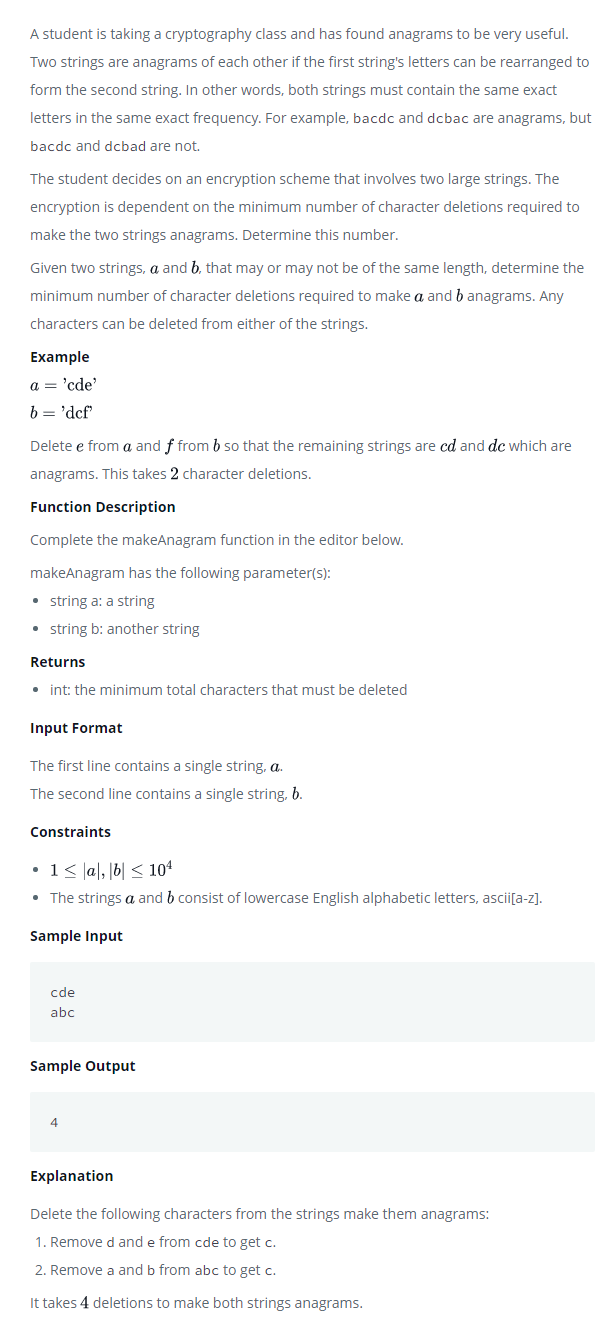 A student is taking a cryptography class and has found anagrams to be very useful.
Two strings are anagrams of each other if the first string's letters can be rearranged to
form the second string. In other words, both strings must contain the same exact
letters in the same exact frequency. For example, bacdc and dcbac are anagrams, but
bacdc and dcbad are not.
The student decides on an encryption scheme that involves two large strings. The
encryption is dependent on the minimum number of character deletions required to
make the two strings anagrams. Determine this number.
Given two strings, a and b, that may or may not be of the same length, determine the
minimum number of character deletions required to make a and b anagrams. Any
characters can be deleted from either of the strings.
Example
a = ’cde’
b = ’dcf’
Delete e from a and f from b so that the remaining strings are cd and dc which are
anagrams. This takes 2 character deletions.
Function Description
Complete the makeAnagram function in the editor below.
makeAnagram has the following parameter(s):
• string a: a string
• string b: another string
Returns
• int: the minimum total characters that must be deleted
Input Format
The first line contains a single string, a.
The second line contains a single string, b.
Constraints
• 1 ≤ |a|, |b| ≤ 10⁴
• The strings a and b consist of lowercase English alphabetic letters, ascii[a-z].
Sample Input
cde
abc
Sample Output
4
Explanation
Delete the following characters from the strings make them anagrams:
1. Remove d and e from cde to get c.
2. Remove a and b from abc to get c.
It takes 4 deletions to make both strings anagrams.